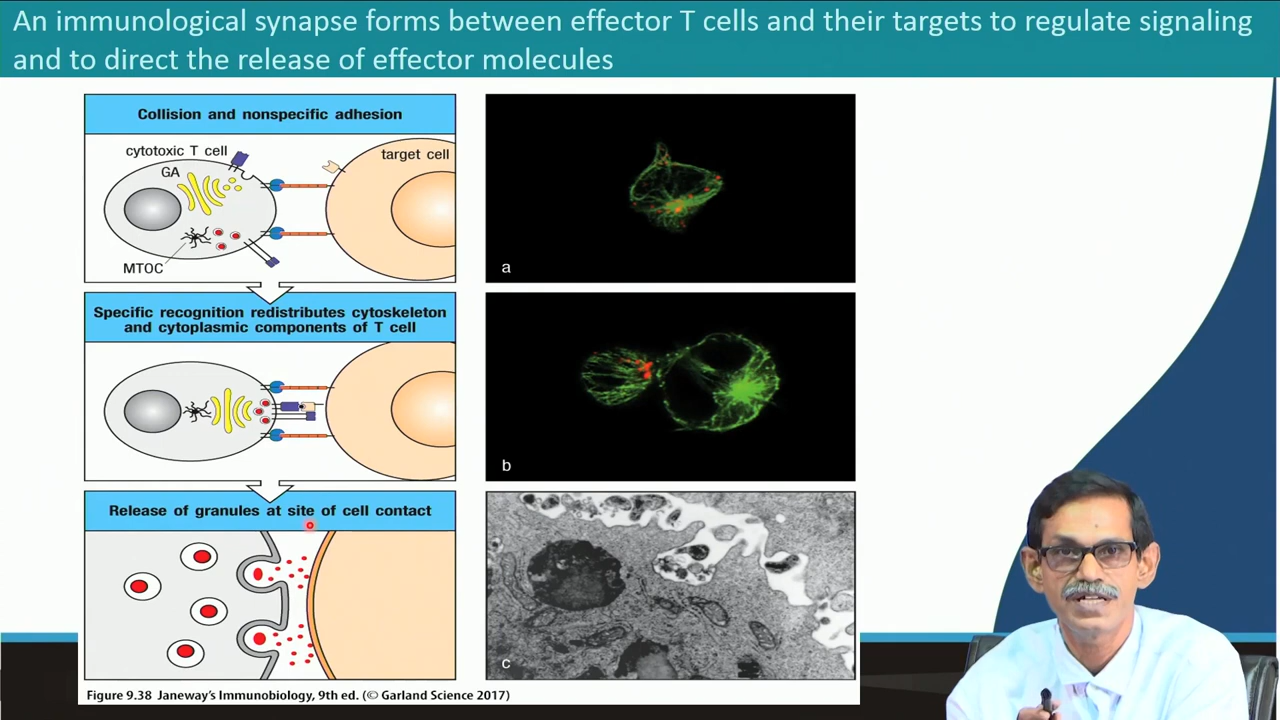 An immunological synapse forms between effector T cells and their targets to regulate signaling
and to direct the release of effector molecules
Collision and nonspecific adhesion
cytotoxic T cell
target cell
GA
MTOC
a
Specific recognition redistributes cytoskeleton
and cytoplasmic components of T cell
b
Release of granules at site of cell contact
c
Figure 9.38 Janeway's Immunobiology, 9th ed. (© Garland Science 2017)